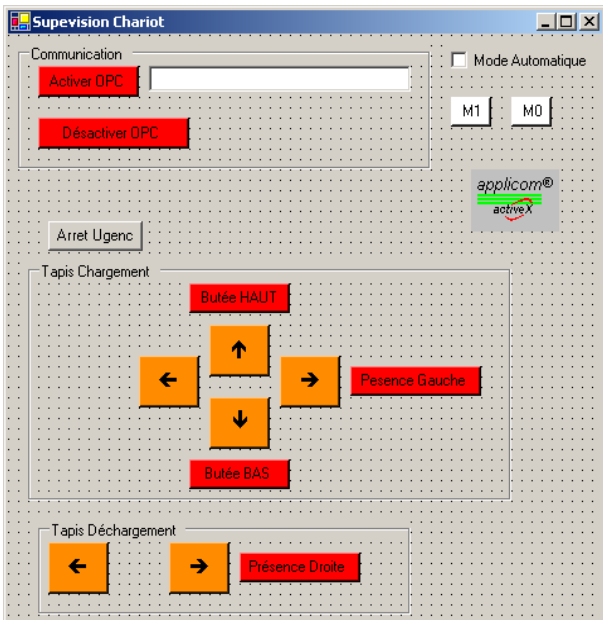 Supevision Chariot
Communication
Activer OPC
Mode Automatique
M1 M0
Désactiver OPC
applicom®
activeX
Arret Ugenc
Tapis Chargement
Butée HAUT
↑
← → Pesence Gauche
↓
Butée BAS
Tapis Déchargement
← → Présence Droite